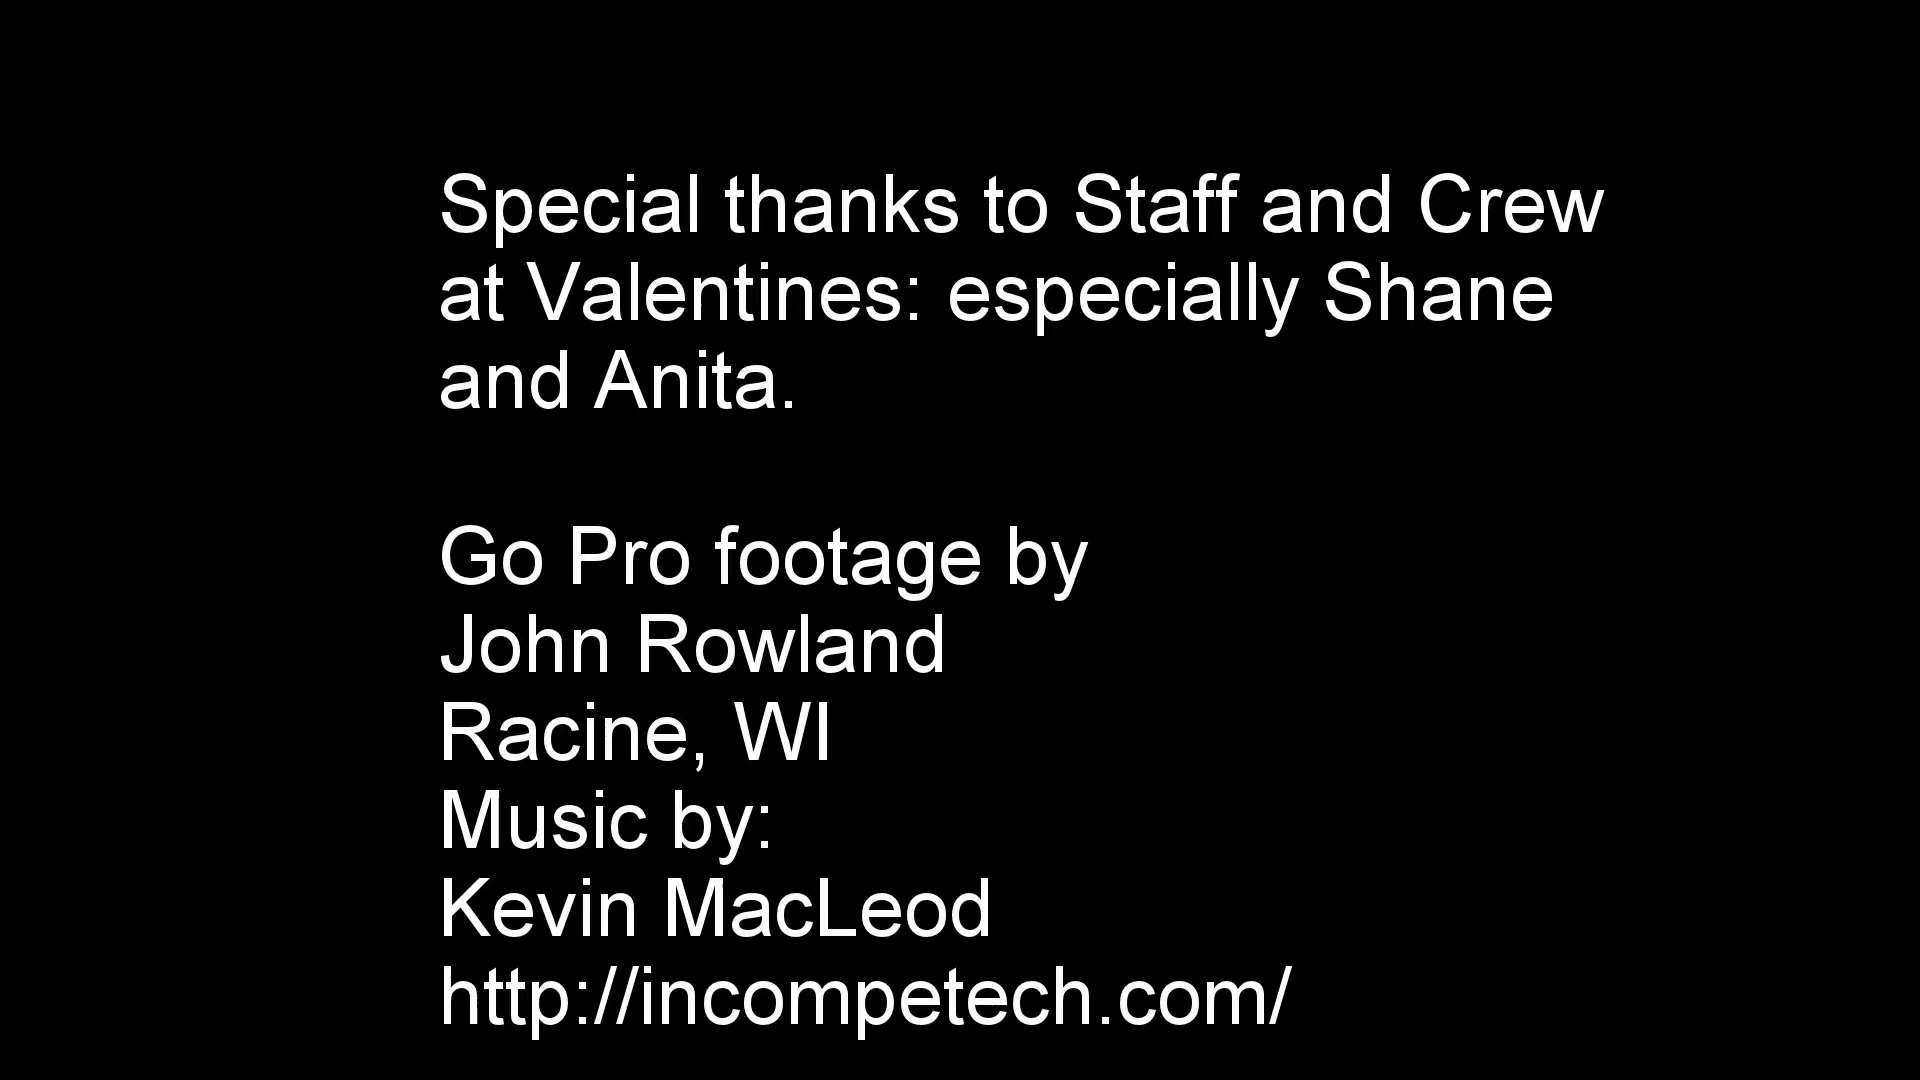 Special thanks to Staff and Crew
at Valentines: especially Shane
and Anita.
Go Pro footage by
John Rowland
Racine, WI
Music by:
Kevin MacLeod
http://incompetech.com/